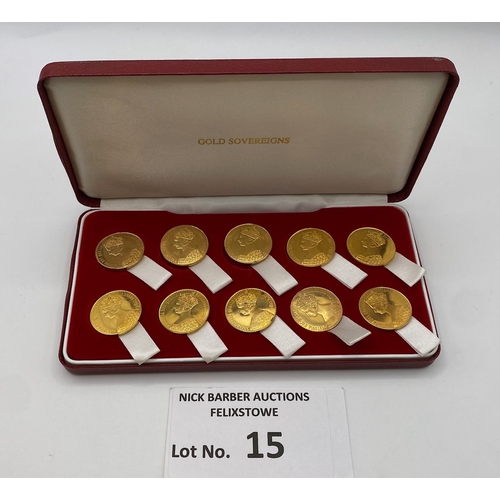 GOLD SOVEREIGNS
NICK BARBER AUCTIONS
FELIXSTOWE
Lot No. 15